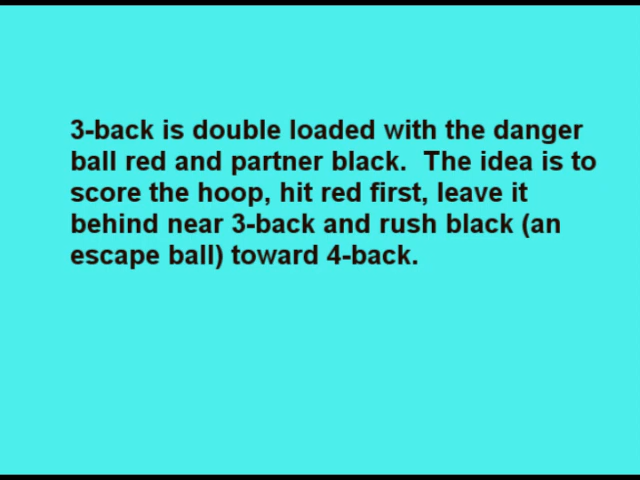 3-back is double loaded with the danger
ball red and partner black.  The idea is to
score the hoop, hit red first, leave it
behind near 3-back and rush black (an
escape ball) toward 4-back.